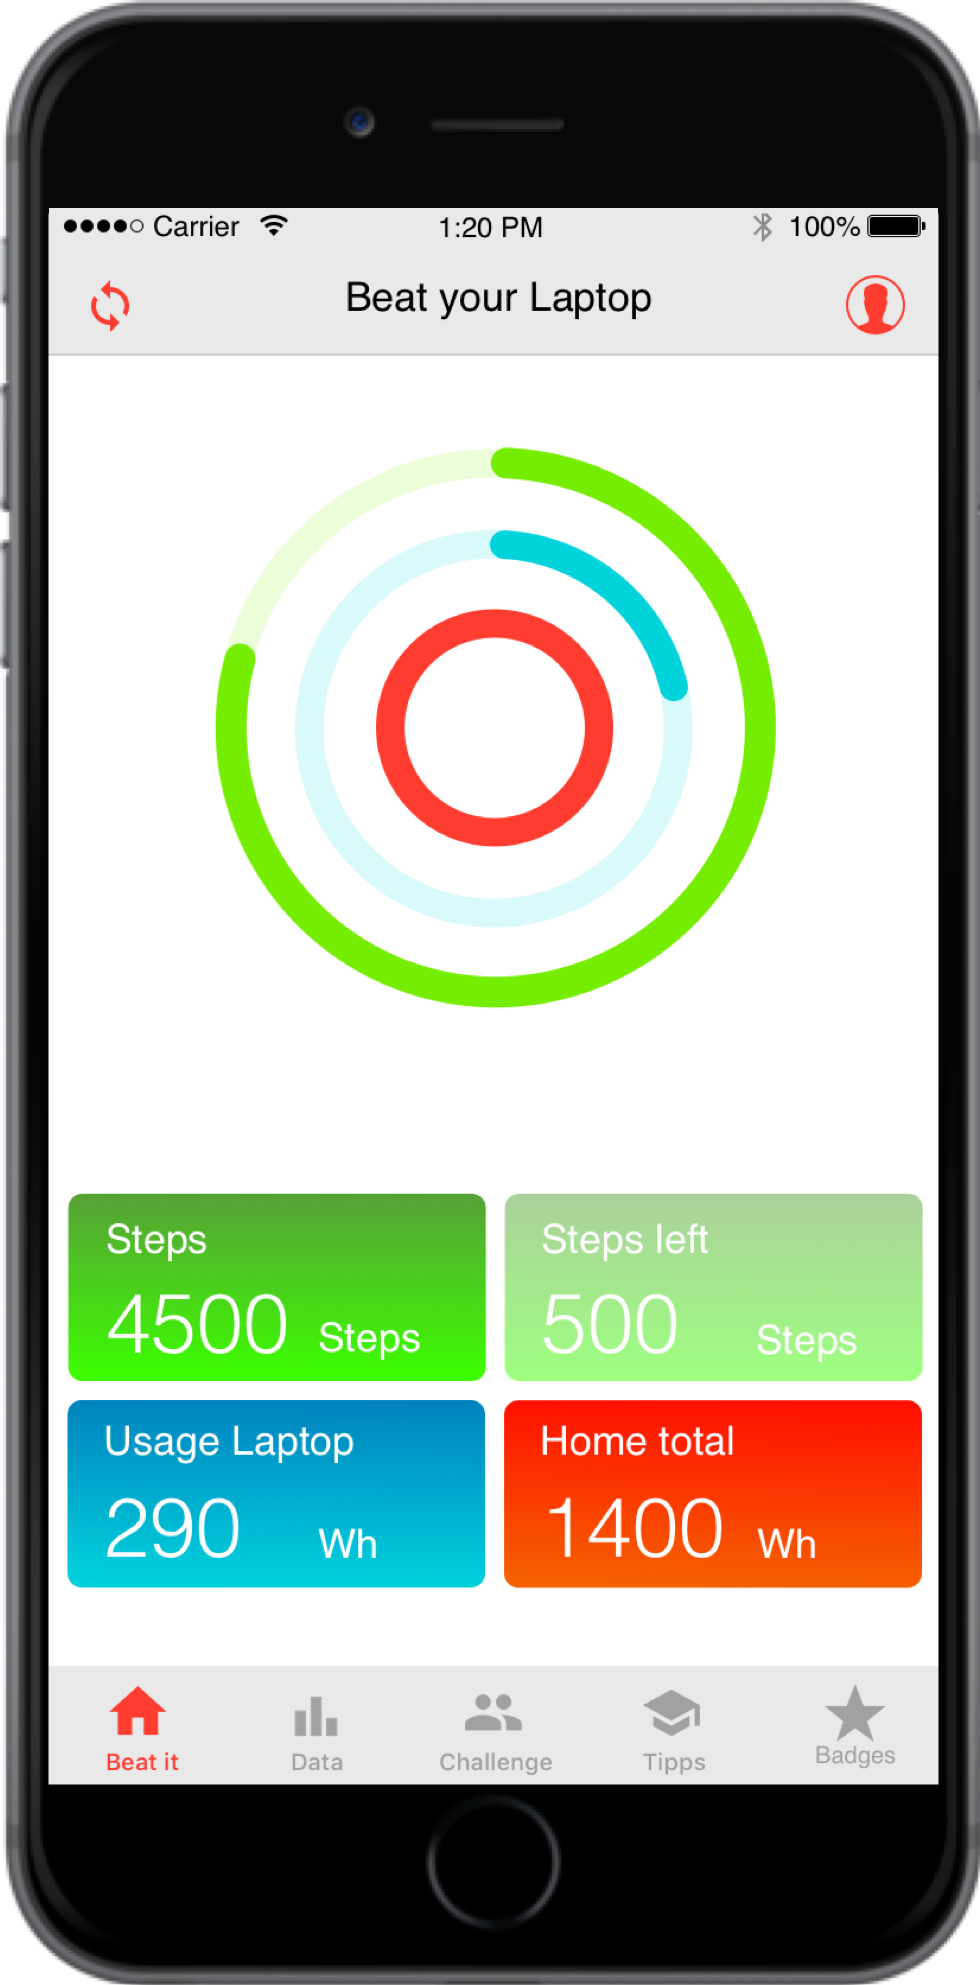 Carrier 1:20 PM 100%
Beat your Laptop
Steps
4500 Steps
Steps left
500 Steps
Usage Laptop
290 Wh
Home total
1400 Wh
Beat it Data Challenge Tipps Badges